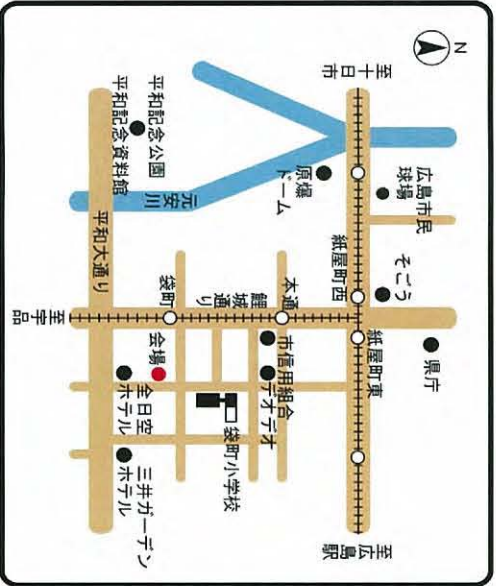 N
至十日市
広島市民
球場
そごう
県庁
原爆
ドーム
紙屋町西
紙屋町東
至広島駅
平和記念公園
平和記念資料館
元安川
本通
鯉城
通り
市信用組合
デオデオ
袋町
袋町小学校
会場
平和大通り
全日空
ホテル
三井ガーデン
ホテル
至宇品